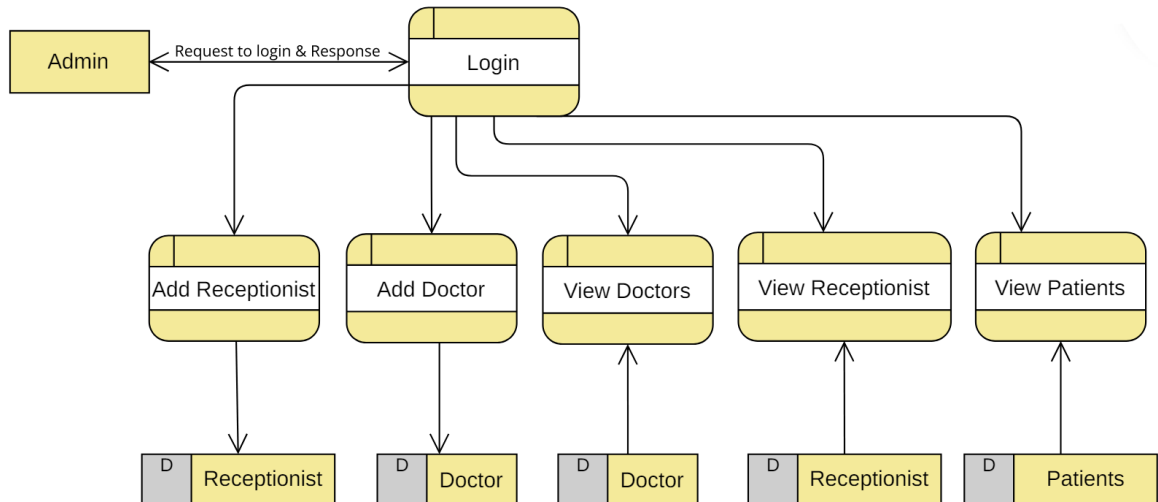 Admin
Request to login & Response
Login
Add Receptionist
Add Doctor
View Doctors
View Receptionist
View Patients
D
Receptionist
D
Doctor
D
Doctor
D
Receptionist
D
Patients